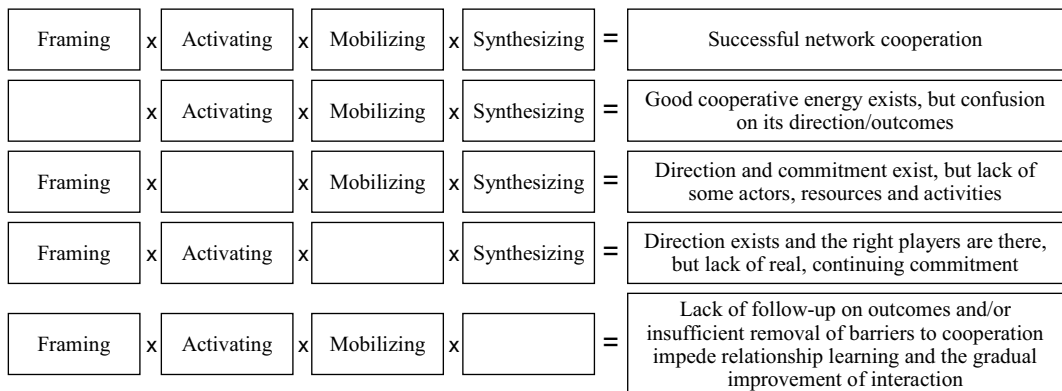 Framing x Activating x Mobilizing x Synthesizing = Successful network cooperation
x Activating x Mobilizing x Synthesizing = Good cooperative energy exists, but confusion
on its direction/outcomes
Framing x x Mobilizing x Synthesizing = Direction and commitment exist, but lack of
some actors, resources and activities
Framing x Activating x x Synthesizing = Direction exists and the right players are there,
but lack of real, continuing commitment
Framing x Activating x Mobilizing x = Lack of follow-up on outcomes and/or
insufficient removal of barriers to cooperation
impede relationship learning and the gradual
improvement of interaction